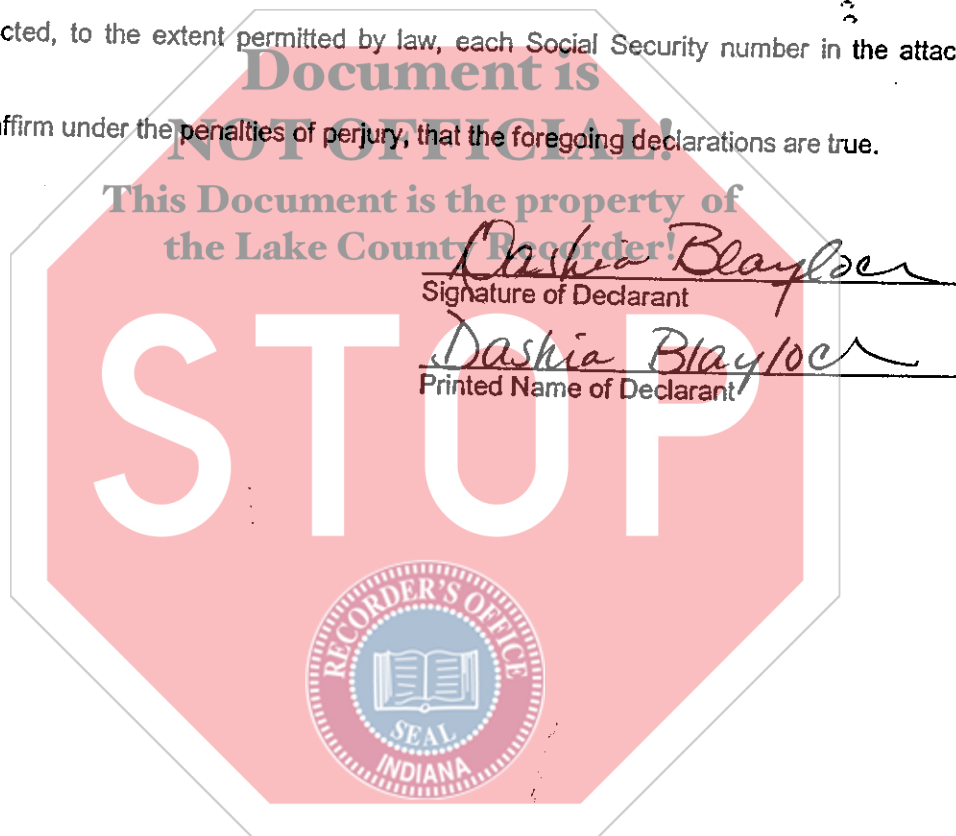 cted, to the extent permitted by law, each Social Security number in the attac
Document is
ffirm under the penalties of perjury, that the foregoing declarations are true.
NOT OFFICIAL!
This Document is the property of
the Lake County Recorder!
Dashia Blaylock
Signature of Declarant
Dashia Blaylock
Printed Name of Declarant
STOP
RECORDER'S OFFICE
SEAL
INDIANA